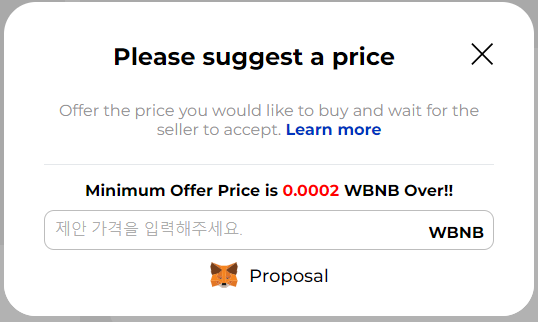 Please suggest a price
Offer the price you would like to buy and wait for the
seller to accept. Learn more
Minimum Offer Price is 0.0002 WBNB Over!!
제안 가격을 입력해주세요. WBNB
Proposal